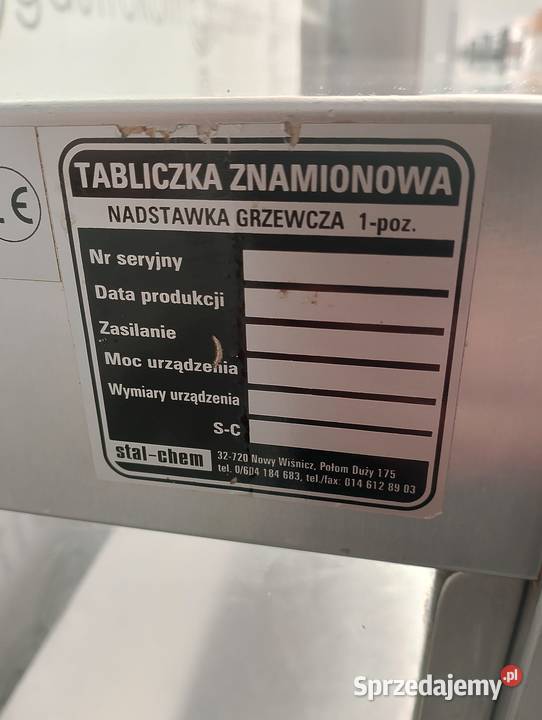 TABLICZKA ZNAMIONOWA
NADSTAWKA GRZEWCZA 1-poz.
Nr seryjny
Data produkcji
Zasilanie
Moc urządzenia
Wymiary urządzenia
S-C
stal-chem
32-720 Nowy Wiśnicz, Połom Duży 175
tel. 0/604 184 683, tel./fax: 014 612 89 03
CE
Sprzedajemy.pl